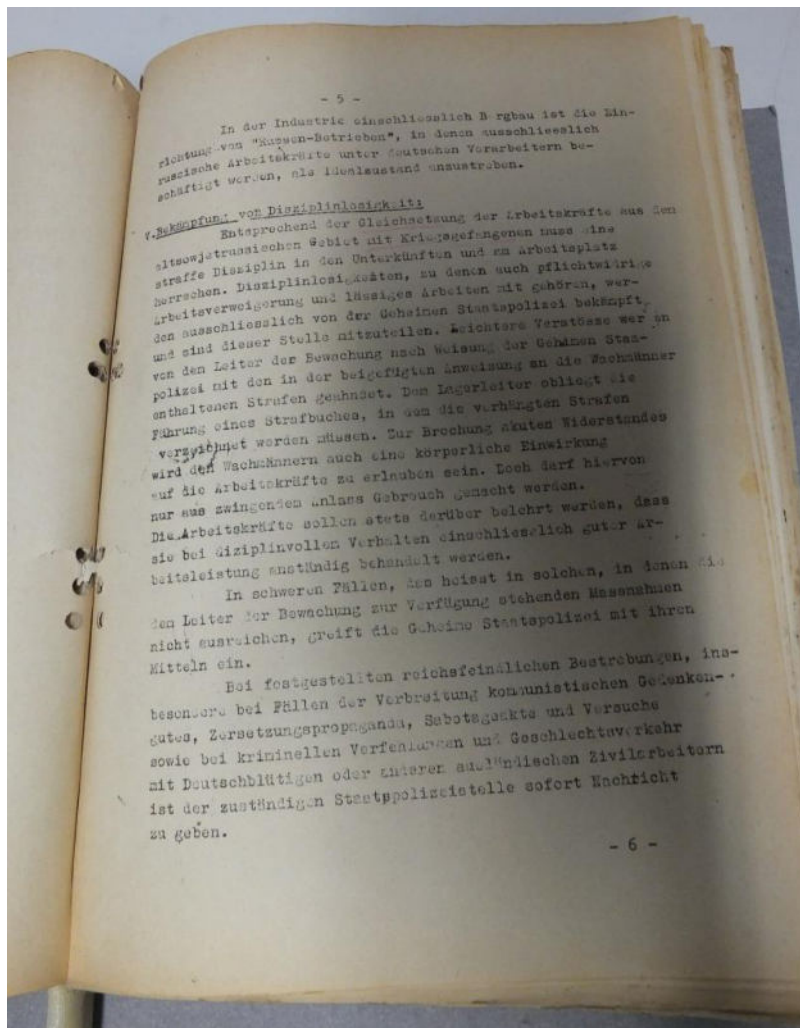 - 5 -
In der Industrie einschliesslich B rgbau ist die Ein-
richtung von "Russen-Betrieben", in denen ausschliesslich
russische Arbeitskräfte unter deutschen Vorarbeitern be-
schäftigt werden, als Idealzustand anzustreben.
V. Bekämpfung von Disziplinlosigkeit:
Entsprechend der Gleichsetzung der Arbeitskräfte aus dem
altsowjetrussischen Gebiet mit Kriegsgefangenen muss eine
straffe Disziplin in den Unterkünften und am Arbeitsplatz
herrschen. Disziplinlosigkeiten, zu denen auch pflichtwidrige
Arbeitsverweigerung und lässiges Arbeiten mit gehören, wer-
den ausschliesslich von der Geheimen Staatspolizei bekämpft
und sind dieser Stelle mitzuteilen. Leichtere Verstösse wer en
von dem Leiter der Bewachung nach Weisung der Geheimen Staa-
polizei mit den in der beigefügten Anweisung an die Wachmänner
enthaltenen Strafen geahndet. Dem Lagerleiter obliegt die
Führung eines Strafbuches, in dem die verhängten Strafen
verzeichnet werden müssen. Zur Brechung akuten Widerstandes
wird den Wachmännern auch eine körperliche Einwirkung
auf die Arbeitskräfte zu erlauben sein. Doch darf hiervon
nur aus zwingendem Anlass Gebrauch gemacht werden.
Die Arbeitskräfte sollen stets darüber belehrt werden, dass
sie bei diziplinvollem Verhalten einschliesslich guter Ar-
beitsleistung anständig behandelt werden.
In schweren Fällen, das heisst in solchen, in denen die
dem Leiter der Bewachung zur Verfügung stehenden Massnahmen
nicht ausreichen, greift die Geheime Staatspolizei mit ihren
Mitteln ein.
Bei festgestellten reichsfeindlichen Bestrebungen, ins-
besondere bei Fällen der Verbreitung kommunistischen Gedanken-
gutes, Zersetzungspropaganda, Sabotageakte und Versuche
sowie bei kriminellen Verfehlungen und Geschlechtsverkehr
mit Deutschblütigen oder anderen ausländischen Zivilarbeitern
ist der zuständigen Staatspolizeistelle sofort Nachricht
zu geben.
- 6 -